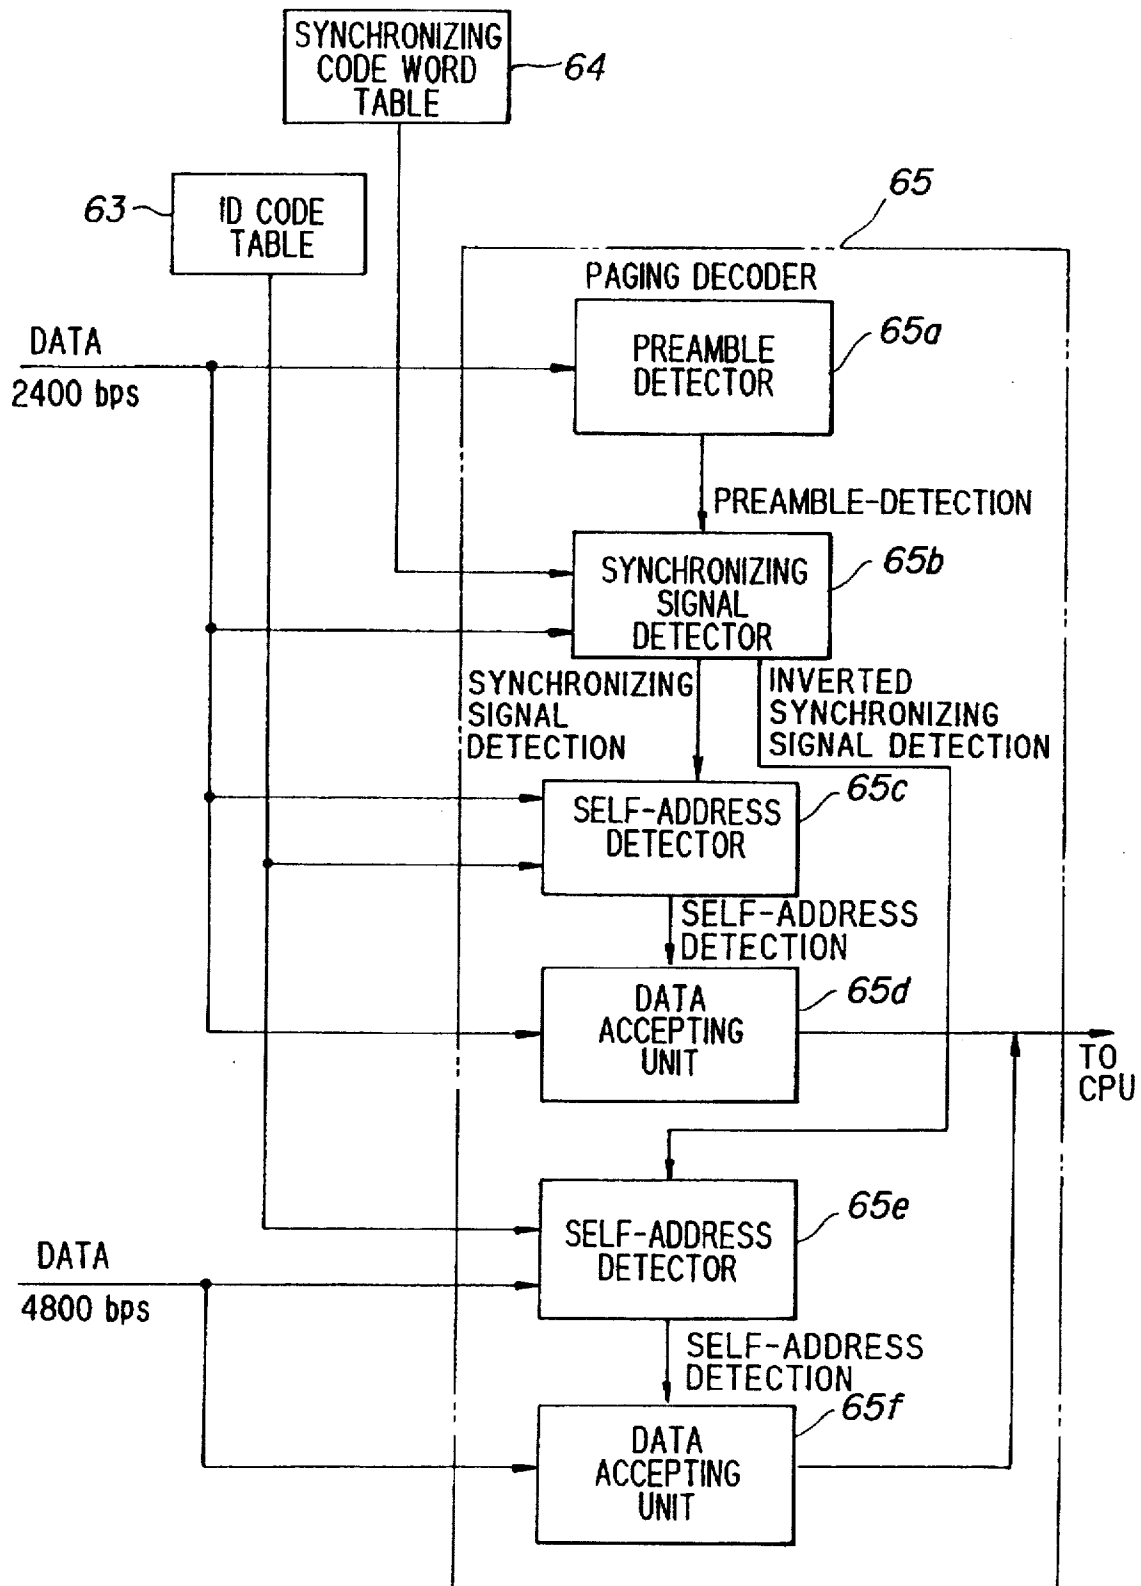 SYNCHRONIZING
CODE WORD
TABLE
64
63
ID CODE
TABLE
65
PAGING DECODER
DATA
2400 bps
PREAMBLE
DETECTOR
65a
PREAMBLE-DETECTION
SYNCHRONIZING
SIGNAL
DETECTOR
65b
SYNCHRONIZING
SIGNAL
DETECTION
INVERTED
SYNCHRONIZING
SIGNAL DETECTION
SELF-ADDRESS
DETECTOR
65c
SELF-ADDRESS
DETECTION
DATA
ACCEPTING
UNIT
65d
TO
CPU
SELF-ADDRESS
DETECTOR
65e
DATA
4800 bps
SELF-ADDRESS
DETECTION
DATA
ACCEPTING
UNIT
65f